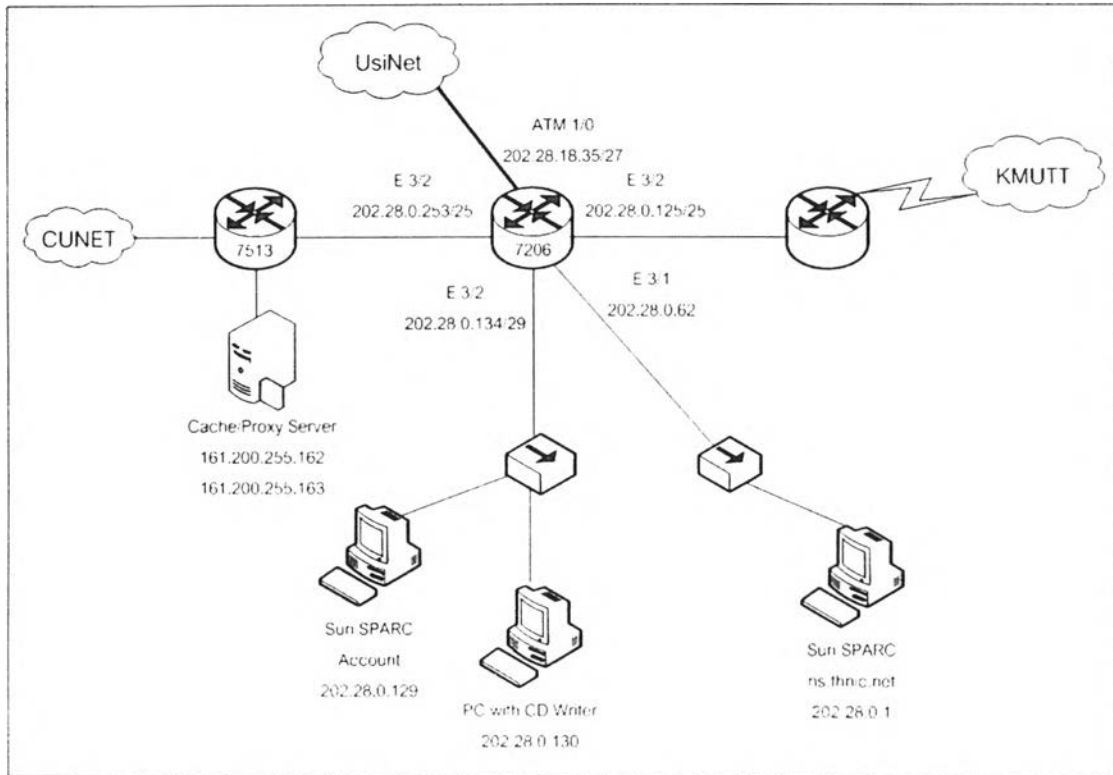 UsiNet
ATM 1/0
202.28.18.35/27
E 3/2
202.28.0.253/25
E 3/2
202.28.0.125/25
KMUTT
CUNET
7513
7206
E 3/2
202.28.0.134/29
E 3/1
202.28.0.62
Cache/Proxy Server
161.200.255.162
161.200.255.163
Sun SPARC
Account
202.28.0.129
PC with CD Writer
202.28.0.130
Sun SPARC
ns.thnic.net
202.28.0.1